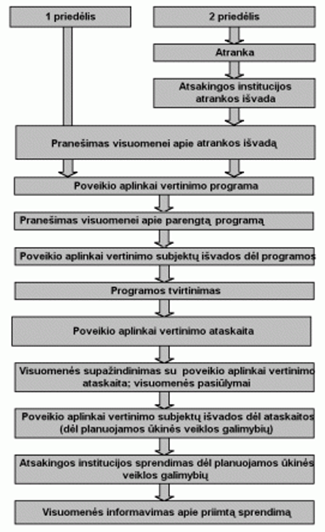 1 priedėlis
2 priedėlis
Atranka
Atsakingos institucijos
atrankos išvada
Pranešimas visuomenei apie atrankos išvadą
Poveikio aplinkai vertinimo programa
Pranešimas visuomenei apie parengtą programą
Poveikio aplinkai vertinimo subjektų išvados dėl programos
Programos tvirtinimas
Poveikio aplinkai vertinimo ataskaita
Visuomenės supažindinimas su poveikio aplinkai vertinimo
ataskaita; visuomenės pasiūlymai
Poveikio aplinkai vertinimo subjektų išvados dėl ataskaitos
(dėl planuojamos ūkinės veiklos galimybių)
Atsakingos institucijos sprendimas dėl planuojamos ūkinės
veiklos galimybių
Visuomenės informavimas apie priimtą sprendimą